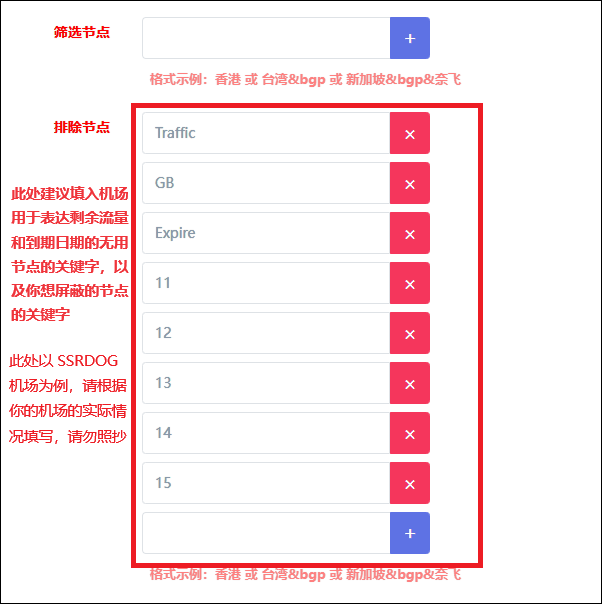 筛选节点
+
格式示例：香港 或 台湾&bgp 或 新加坡&bgp&奈飞
排除节点
Traffic ×
GB ×
Expire ×
11 ×
12 ×
13 ×
14 ×
15 ×
+
此处建议填入机场
用于表达剩余流量
和到期日期的无用
节点的关键字，以
及你想屏蔽的节点
的关键字
此处以 SSRDOG
机场为例，请根据
你的机场的实际情
况填写，请勿照抄
格式示例：香港 或 台湾&bgp 或 新加坡&bgp&奈飞